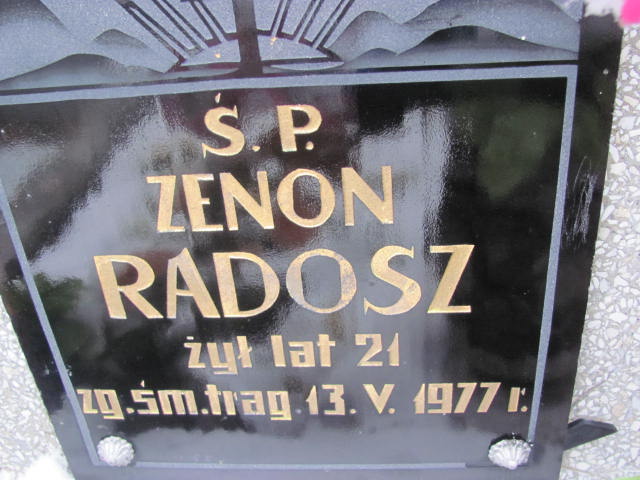 Ś. P.
ZENON
RADOSZ
żył lat 21
zg. śm. trag. 13. V. 1977 r.